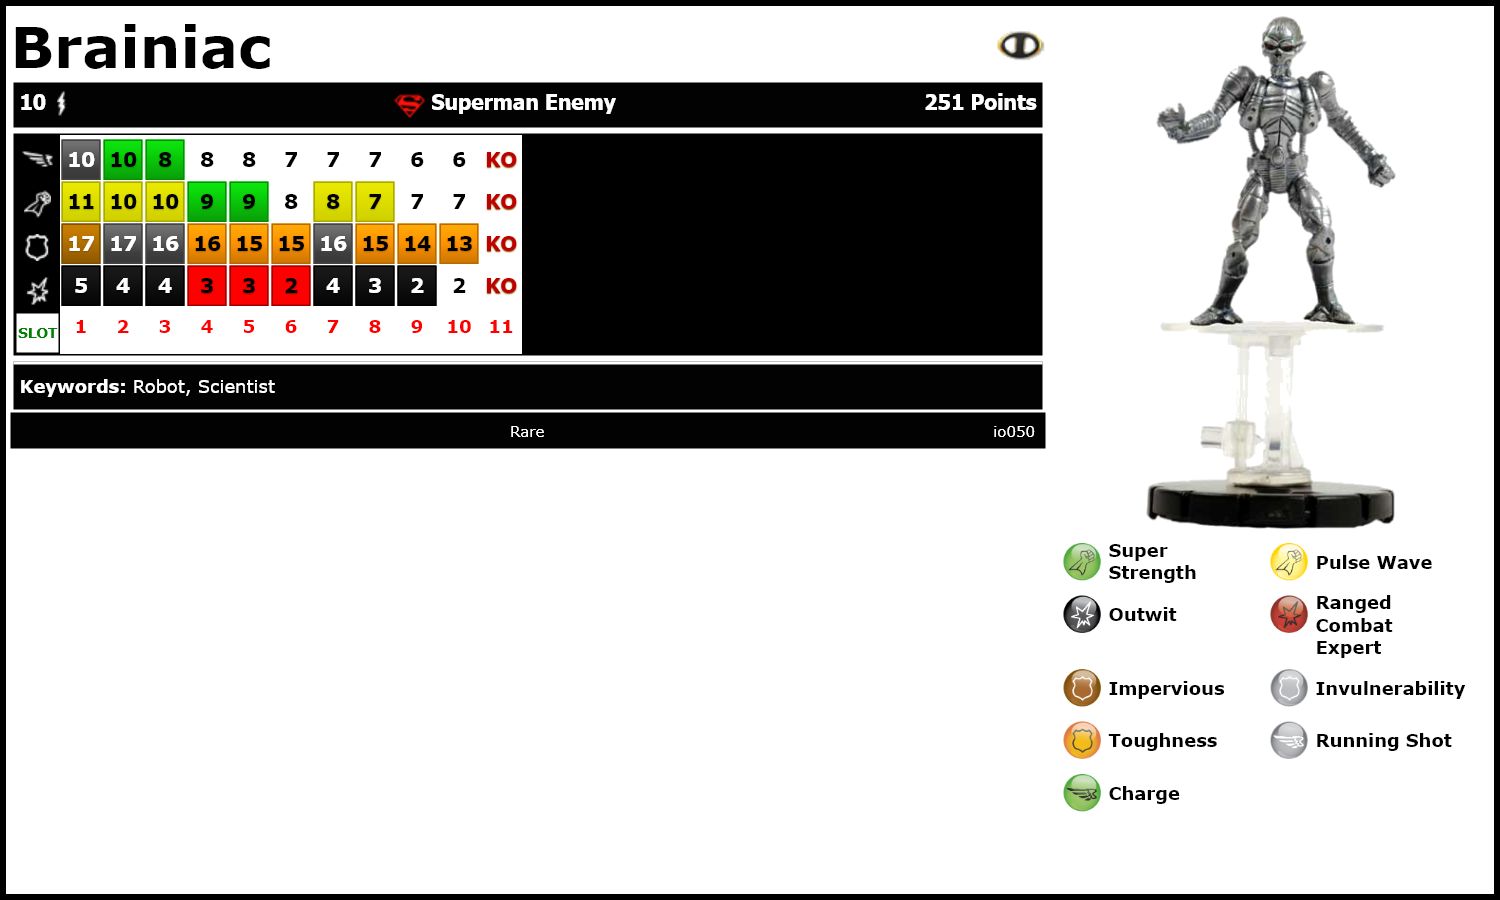 Brainiac
10 Superman Enemy 251 Points
10 10 8 8 8 7 7 7 6 6 KO
11 10 10 9 9 8 8 7 7 7 KO
17 17 16 16 15 15 16 15 14 13 KO
5 4 4 3 3 2 4 3 2 2 KO
SLOT 1 2 3 4 5 6 7 8 9 10 11
Keywords: Robot, Scientist
Rare io050
Super
Strength
Pulse Wave
Outwit
Ranged
Combat
Expert
Impervious
Invulnerability
Toughness
Running Shot
Charge